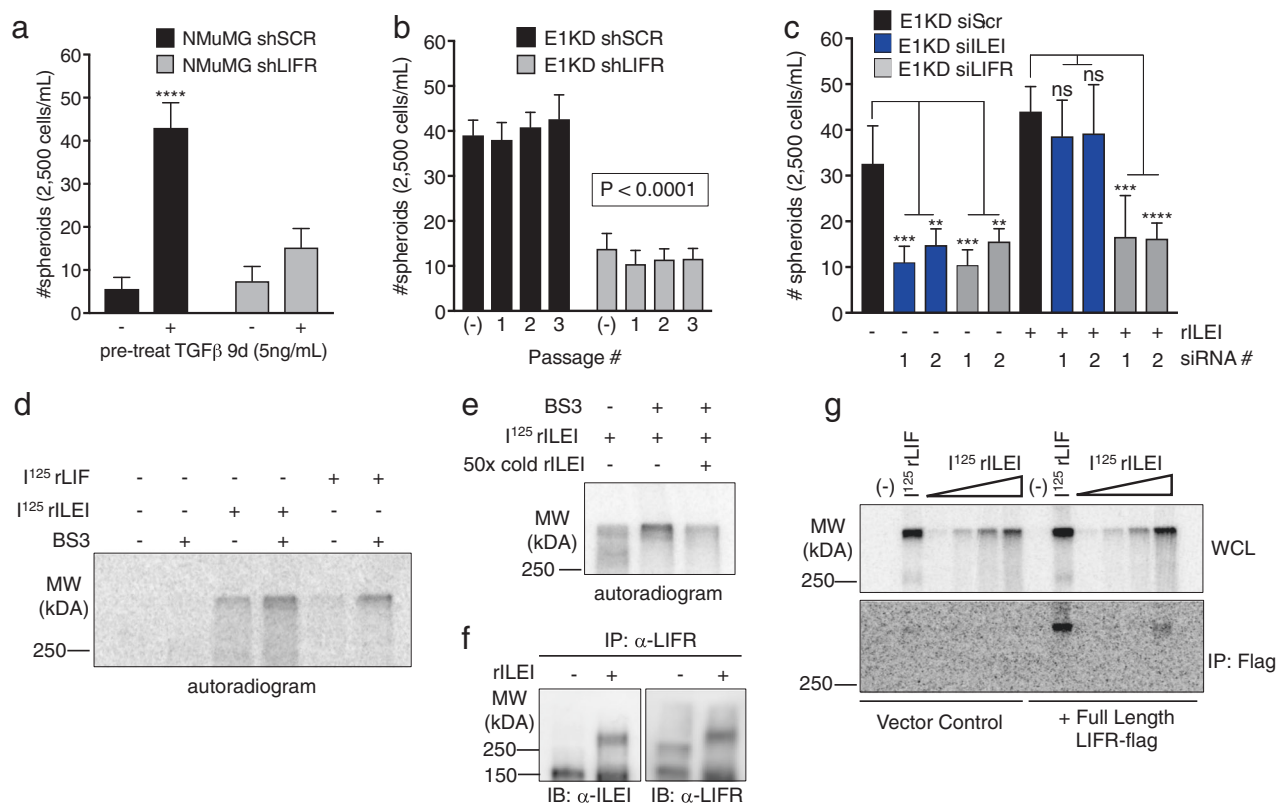 a
NMuMG shSCR
NMuMG shLIFR
#spheroids (2,500 cells/mL)
60
50
40
30
20
10
0
****
- + - +
pre-treat TGFβ 9d (5ng/mL)
b
E1KD shSCR
E1KD shLIFR
#spheroids (2,500 cells/mL)
60
50
40
30
20
10
0
P < 0.0001
(-) 1 2 3 (-) 1 2 3
Passage #
c
E1KD siScr
E1KD siILEI
E1KD siLIFR
# spheroids (2,500 cells/mL)
60
50
40
30
20
10
0
*** ** *** ** ns ns *** ****
- - - - - + + + + + rILEI
1 2 1 2 1 2 1 2 siRNA #
d
I125 rLIF - - - - + +
I125 rILEI - - + + - -
BS3 - + - + - +
MW
(kDA)
250
autoradiogram
e
BS3 - + +
I125 rILEI + + +
50x cold rILEI - - +
MW
(kDA)
250
autoradiogram
f
IP: α-LIFR
rILEI - + - +
MW
(kDA)
250
150
IB: α-ILEI IB: α-LIFR
g
(-) I125 rLIF I125 rILEI (-) I125 rLIF I125 rILEI
MW
(kDA)
250
WCL
250
IP: Flag
Vector Control
+ Full Length
LIFR-flag